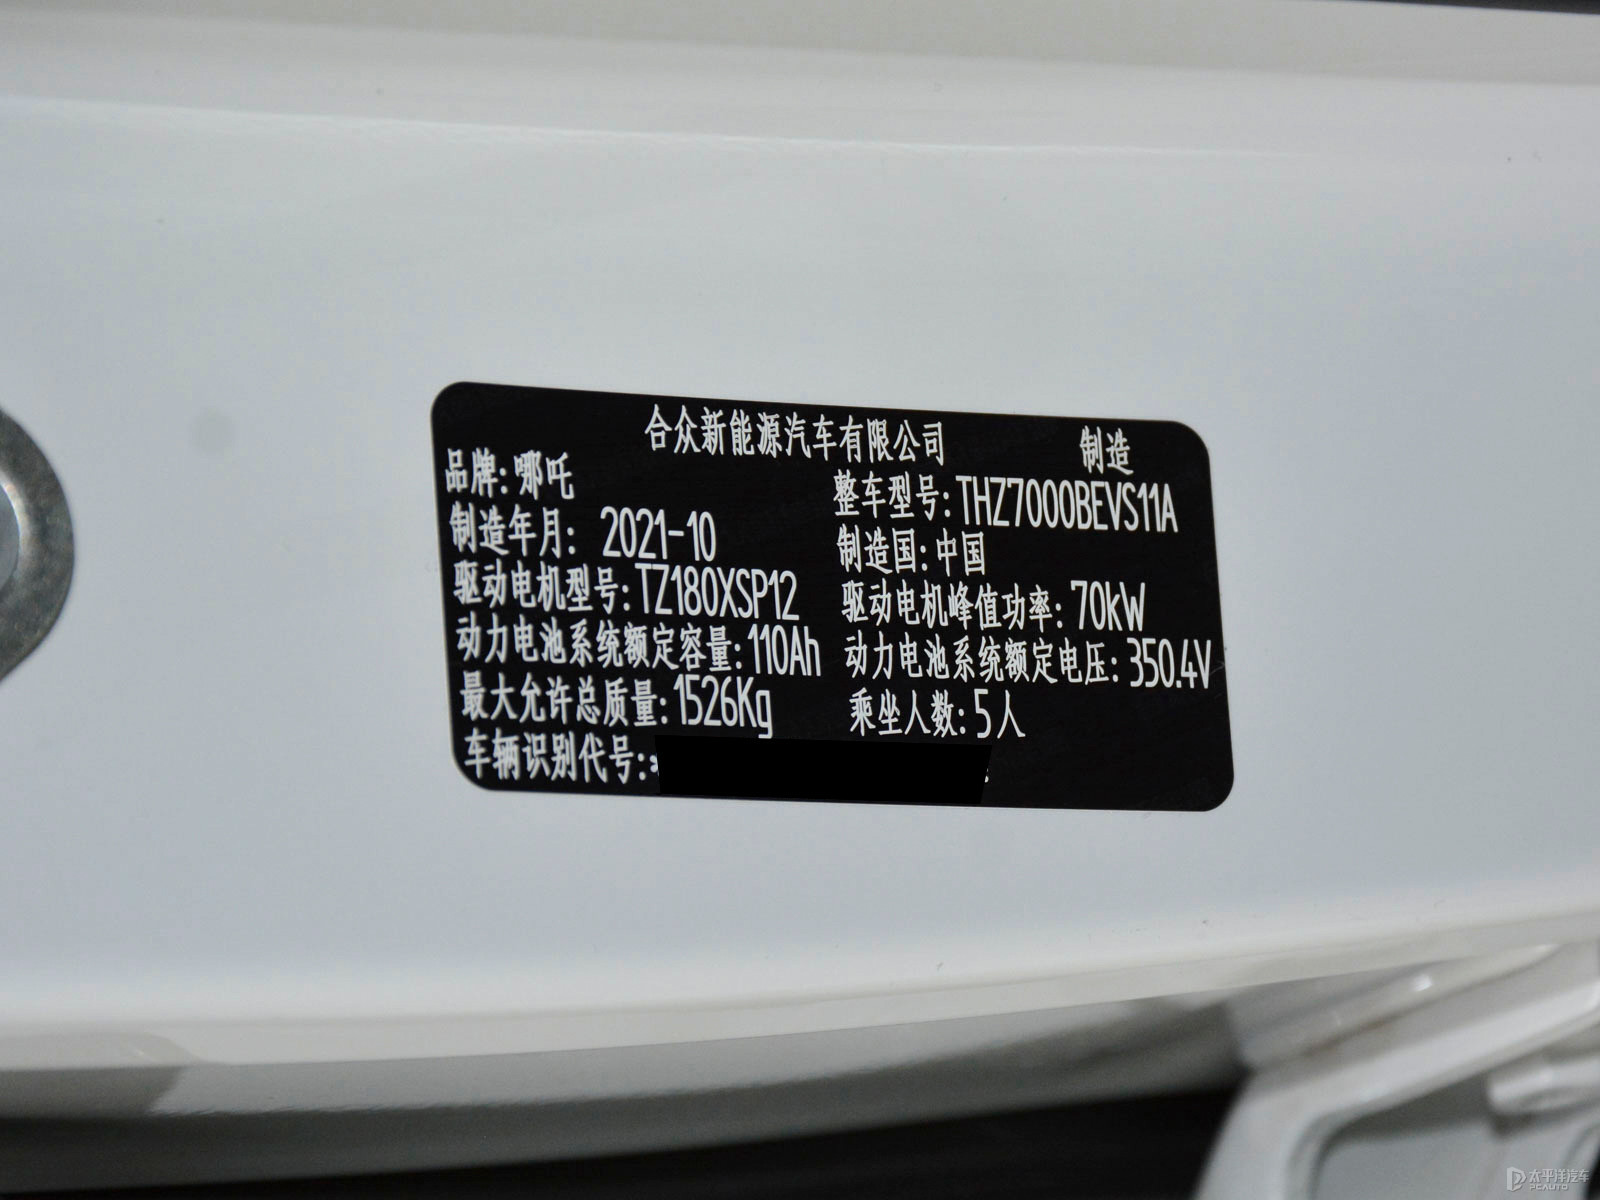 合众新能源汽车有限公司 制造
品牌:哪吒 整车型号:THZ7000BEVS11A
制造年月: 2021-10 制造国:中国
驱动电机型号:TZ180XSP12 驱动电机峰值功率:70kW
动力电池系统额定容量:110Ah 动力电池系统额定电压:350.4V
最大允许总质量:1526Kg 乘坐人数:5人
车辆识别代号:*
太平洋汽车
PCAUTO